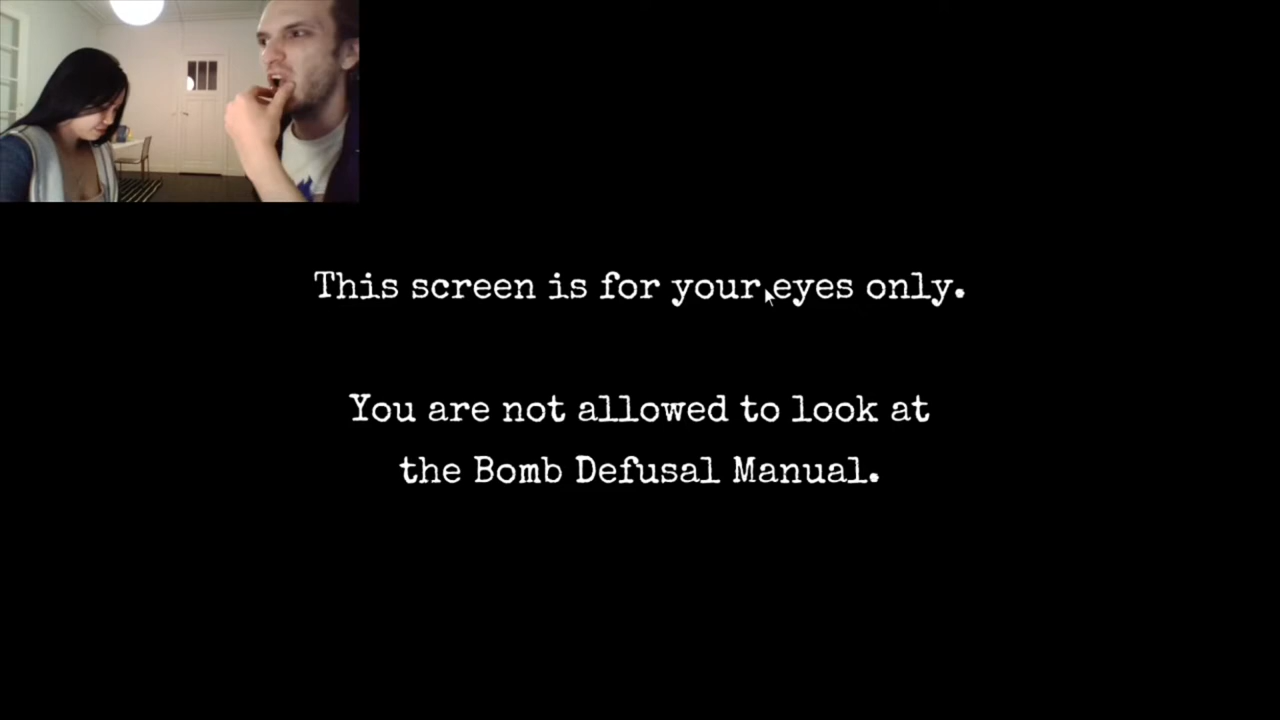 This screen is for your eyes only.
You are not allowed to look at
the Bomb Defusal Manual.